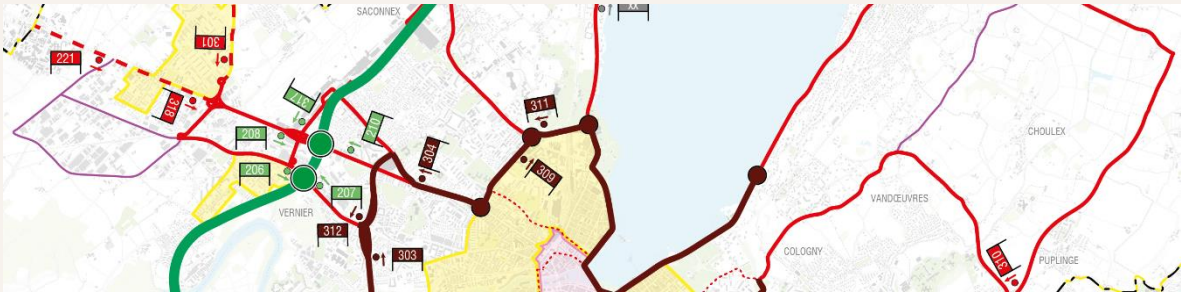 SACONNEX
XX
301
221
317
318
311
210
208
304
CHOULEX
309
206
207
VANDŒUVRES
VERNIER
312
303
COLOGNY
310
PUPLINGE